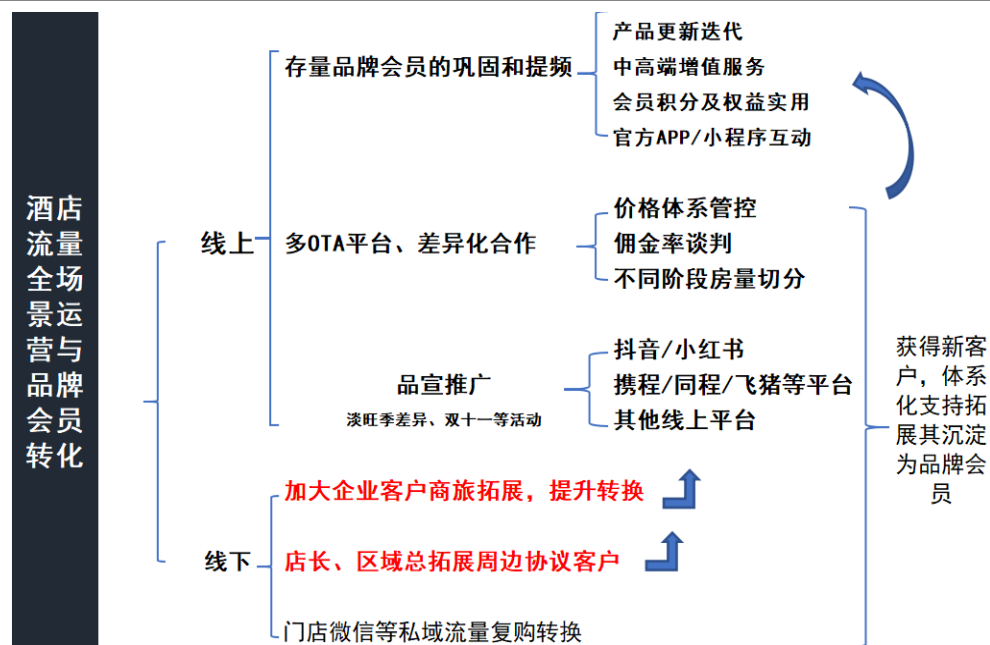 酒店
流量
全场
景运
营与
品牌
会员
转化
线上
存量品牌会员的巩固和提频
产品更新迭代
中高端增值服务
会员积分及权益实用
官方APP/小程序互动
多OTA平台、差异化合作
价格体系管控
佣金率谈判
不同阶段房量切分
品宣推广
淡旺季差异、双十一等活动
抖音/小红书
携程/同程/飞猪等平台
其他线上平台
线下
加大企业客户商旅拓展，提升转换
店长、区域总拓展周边协议客户
门店微信等私域流量复购转换
获得新客
户，体系
化支持拓
展其沉淀
为品牌会
员